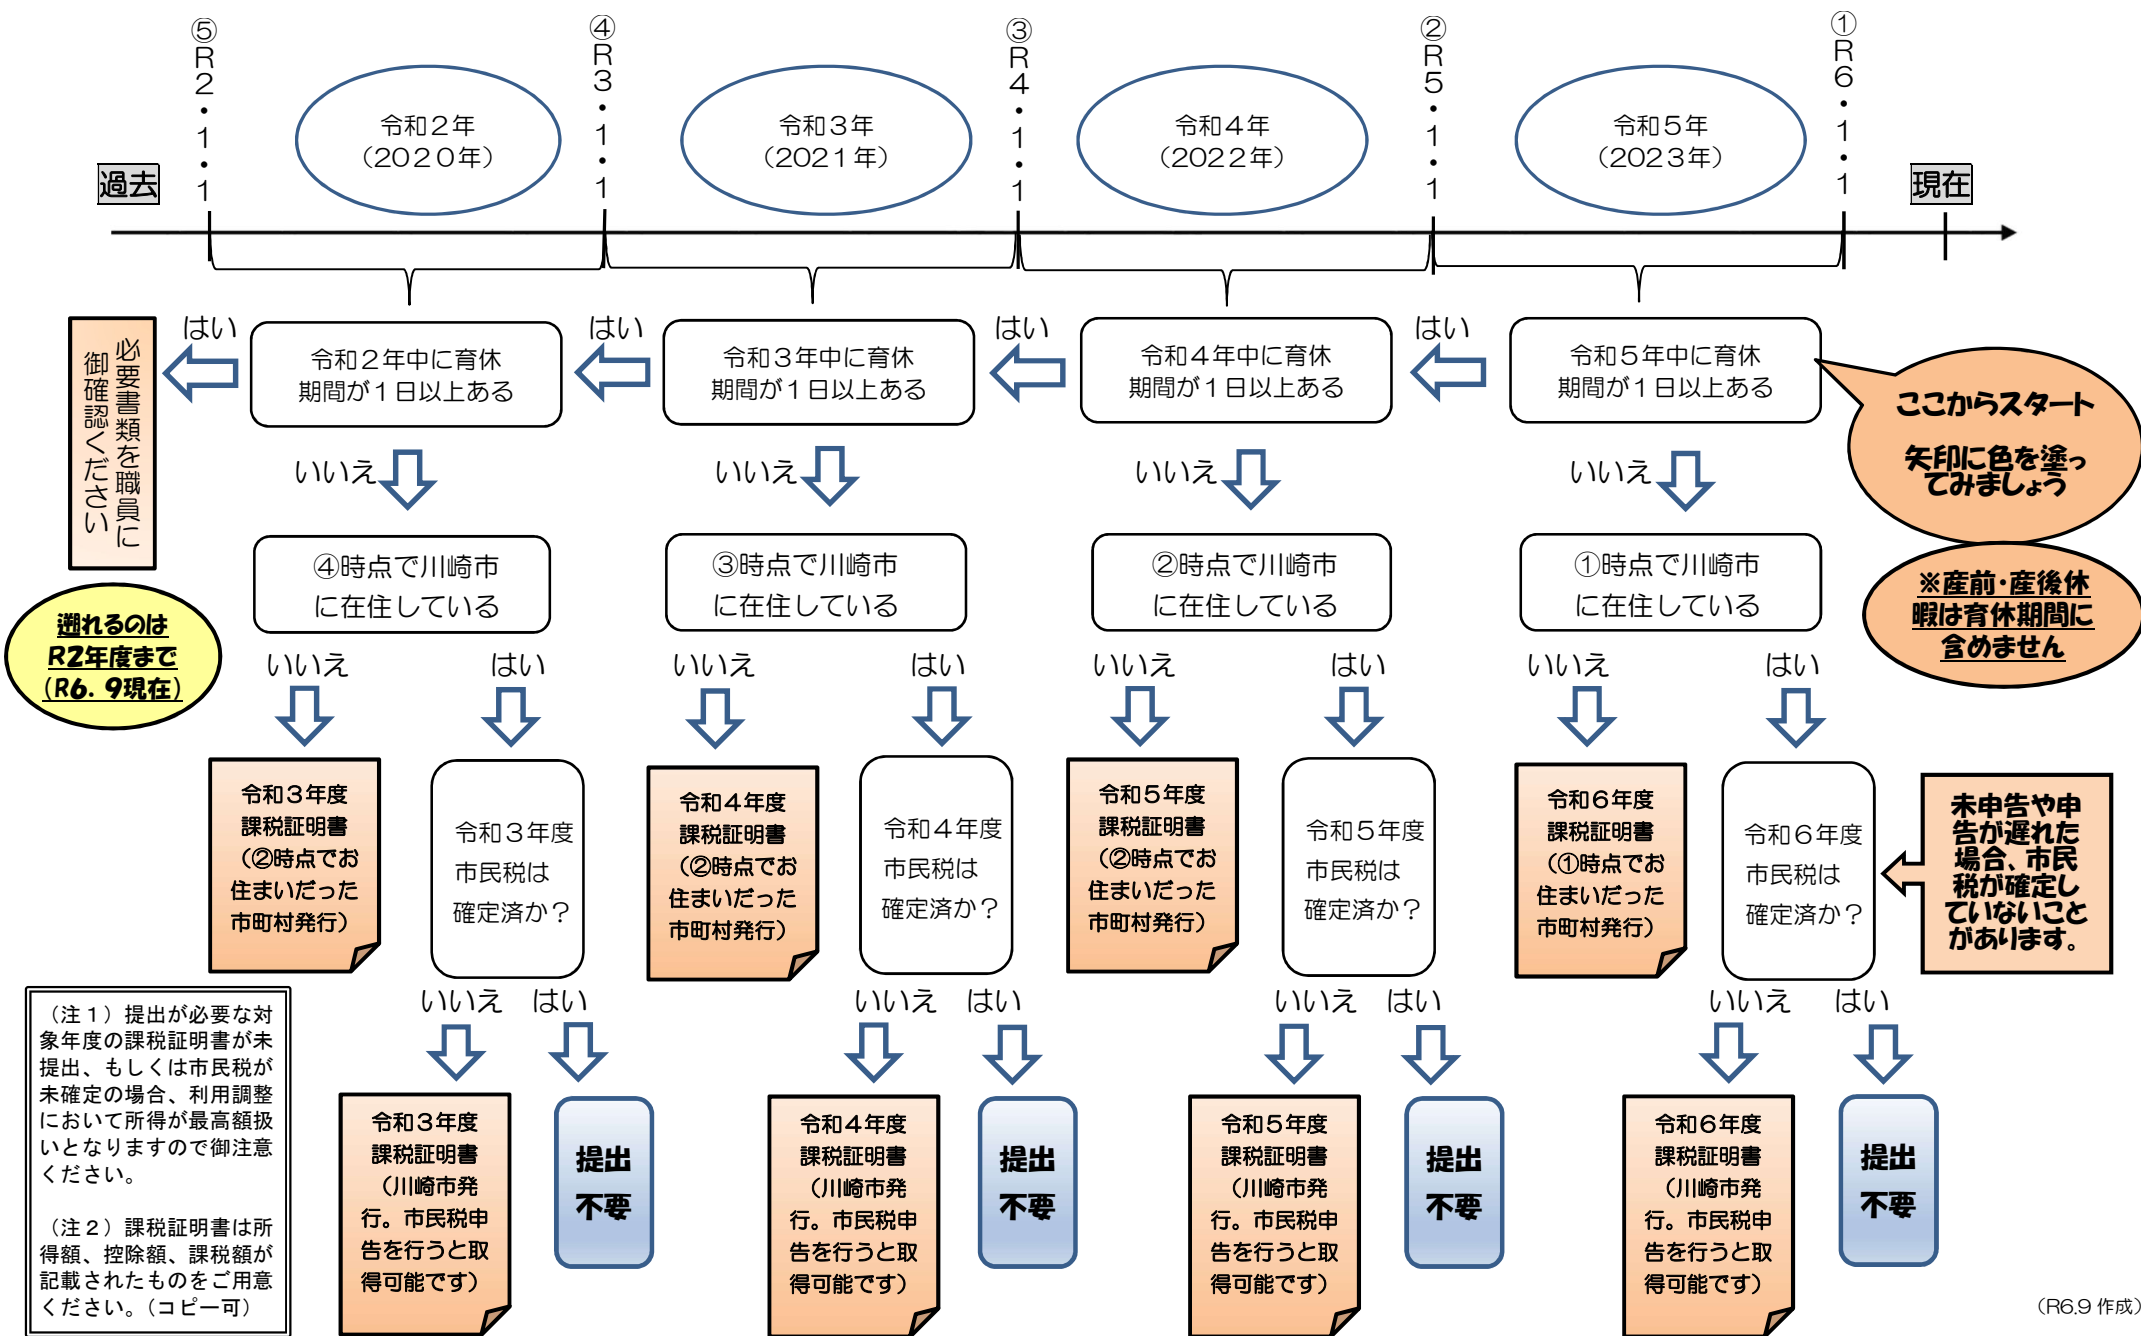 ⑤R2・1・1
④R3・1・1
③R4・1・1
②R5・1・1
①R6・1・1
令和2年
（2020年）
令和3年
（2021年）
令和4年
（2022年）
令和5年
（2023年）
過去
現在
はい
令和2年中に育休
期間が1日以上ある
はい
令和3年中に育休
期間が1日以上ある
はい
令和4年中に育休
期間が1日以上ある
はい
令和5年中に育休
期間が1日以上ある
必要書類を職員に
御確認ください
ここからスタート
矢印に色を塗っ
てみましょう
いいえ
いいえ
いいえ
いいえ
④時点で川崎市
に在住している
③時点で川崎市
に在住している
②時点で川崎市
に在住している
①時点で川崎市
に在住している
※産前・産後休
暇は育休期間に
含めません
遡れるのは
R2年度まで
（R6．9現在）
いいえ
はい
いいえ
はい
いいえ
はい
いいえ
はい
令和3年度
課税証明書
（②時点でお
住まいだった
市町村発行）
令和3年度
市民税は
確定済か？
令和4年度
課税証明書
（②時点でお
住まいだった
市町村発行）
令和4年度
市民税は
確定済か？
令和5年度
課税証明書
（②時点でお
住まいだった
市町村発行）
令和5年度
市民税は
確定済か？
令和6年度
課税証明書
（①時点でお
住まいだった
市町村発行）
令和6年度
市民税は
確定済か？
未申告や申
告が遅れた
場合、市民
税が確定し
ていないこと
があります。
いいえ
はい
いいえ
はい
いいえ
はい
いいえ
はい
（注1）提出が必要な対
象年度の課税証明書が未
提出、もしくは市民税が
未確定の場合、利用調整
において所得が最高額扱
いとなりますので御注意
ください。
（注2）課税証明書は所
得額、控除額、課税額が
記載されたものをご用意
ください。（コピー可）
令和3年度
課税証明書
（川崎市発
行。市民税申
告を行うと取
得可能です）
提出
不要
令和4年度
課税証明書
（川崎市発
行。市民税申
告を行うと取
得可能です）
提出
不要
令和5年度
課税証明書
（川崎市発
行。市民税申
告を行うと取
得可能です）
提出
不要
令和6年度
課税証明書
（川崎市発
行。市民税申
告を行うと取
得可能です）
提出
不要
（R6.9 作成）